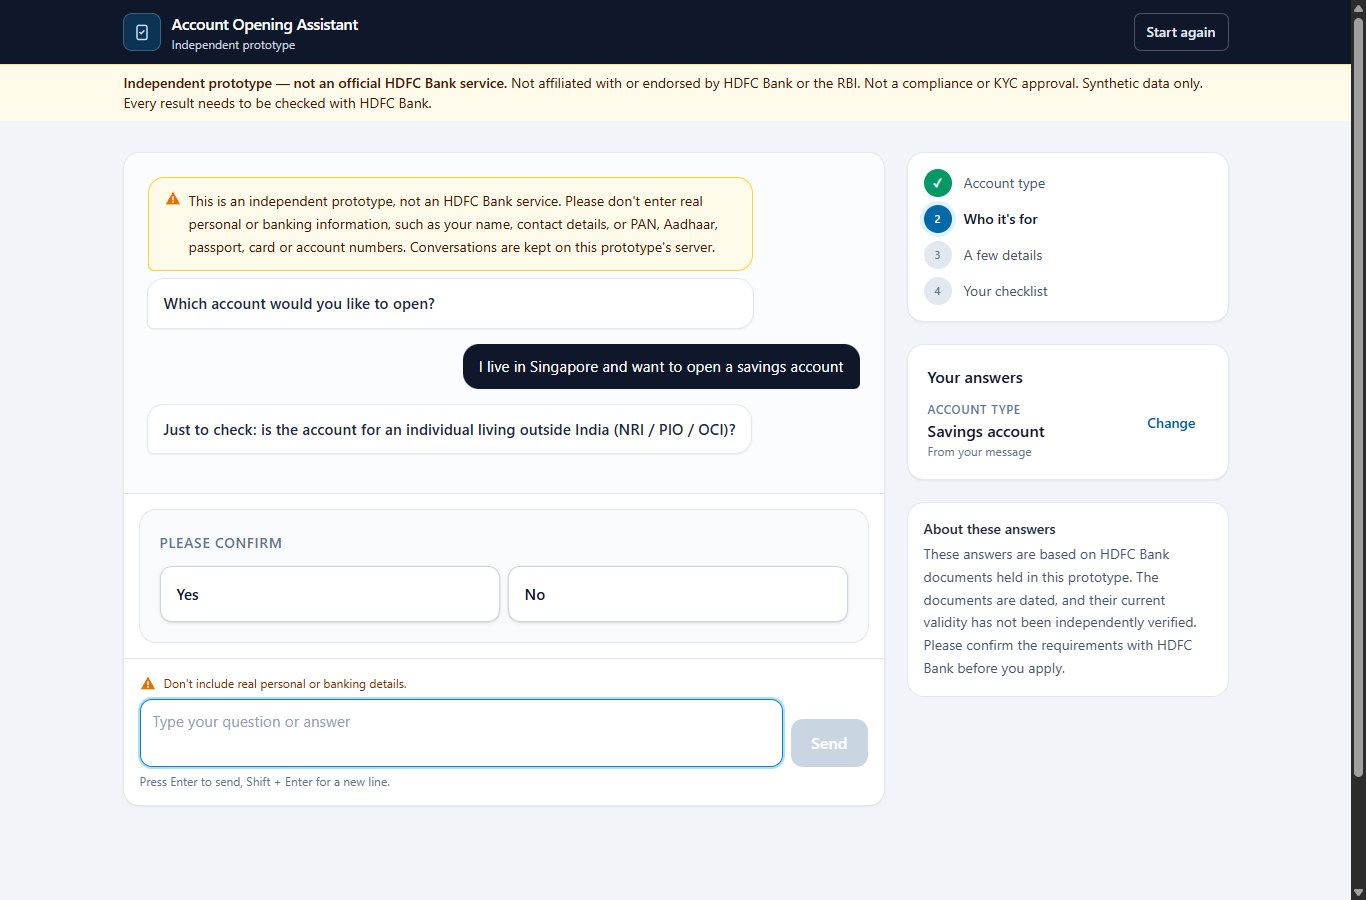 Account Opening Assistant
Independent prototype
Start again
Independent prototype — not an official HDFC Bank service. Not affiliated with or endorsed by HDFC Bank or the RBI. Not a compliance or KYC approval. Synthetic data only.
Every result needs to be checked with HDFC Bank.
This is an independent prototype, not an HDFC Bank service. Please don't enter real
personal or banking information, such as your name, contact details, or PAN, Aadhaar,
passport, card or account numbers. Conversations are kept on this prototype's server.
Which account would you like to open?
I live in Singapore and want to open a savings account
Just to check: is the account for an individual living outside India (NRI / PIO / OCI)?
PLEASE CONFIRM
Yes
No
Don't include real personal or banking details.
Type your question or answer
Send
Press Enter to send, Shift + Enter for a new line.
Account type
2 Who it's for
3 A few details
4 Your checklist
Your answers
ACCOUNT TYPE
Savings account
From your message
Change
About these answers
These answers are based on HDFC Bank
documents held in this prototype. The
documents are dated, and their current
validity has not been independently verified.
Please confirm the requirements with HDFC
Bank before you apply.